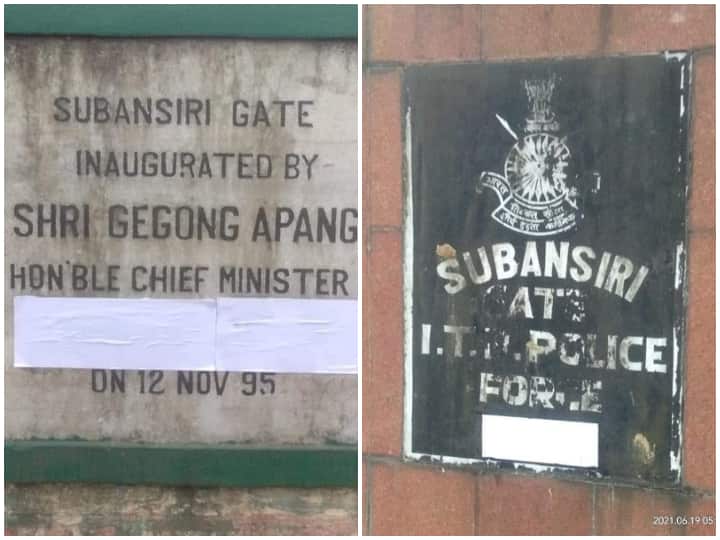 SUBANSIRI GATE
INAUGURATED BY
SHRI GEGONG APANG
HON'BLE CHIEF MINISTER
ON 12 NOV 95
SUBANSIRI
GATE
I.T.B.POLICE
FORCE
2021.06.19 05